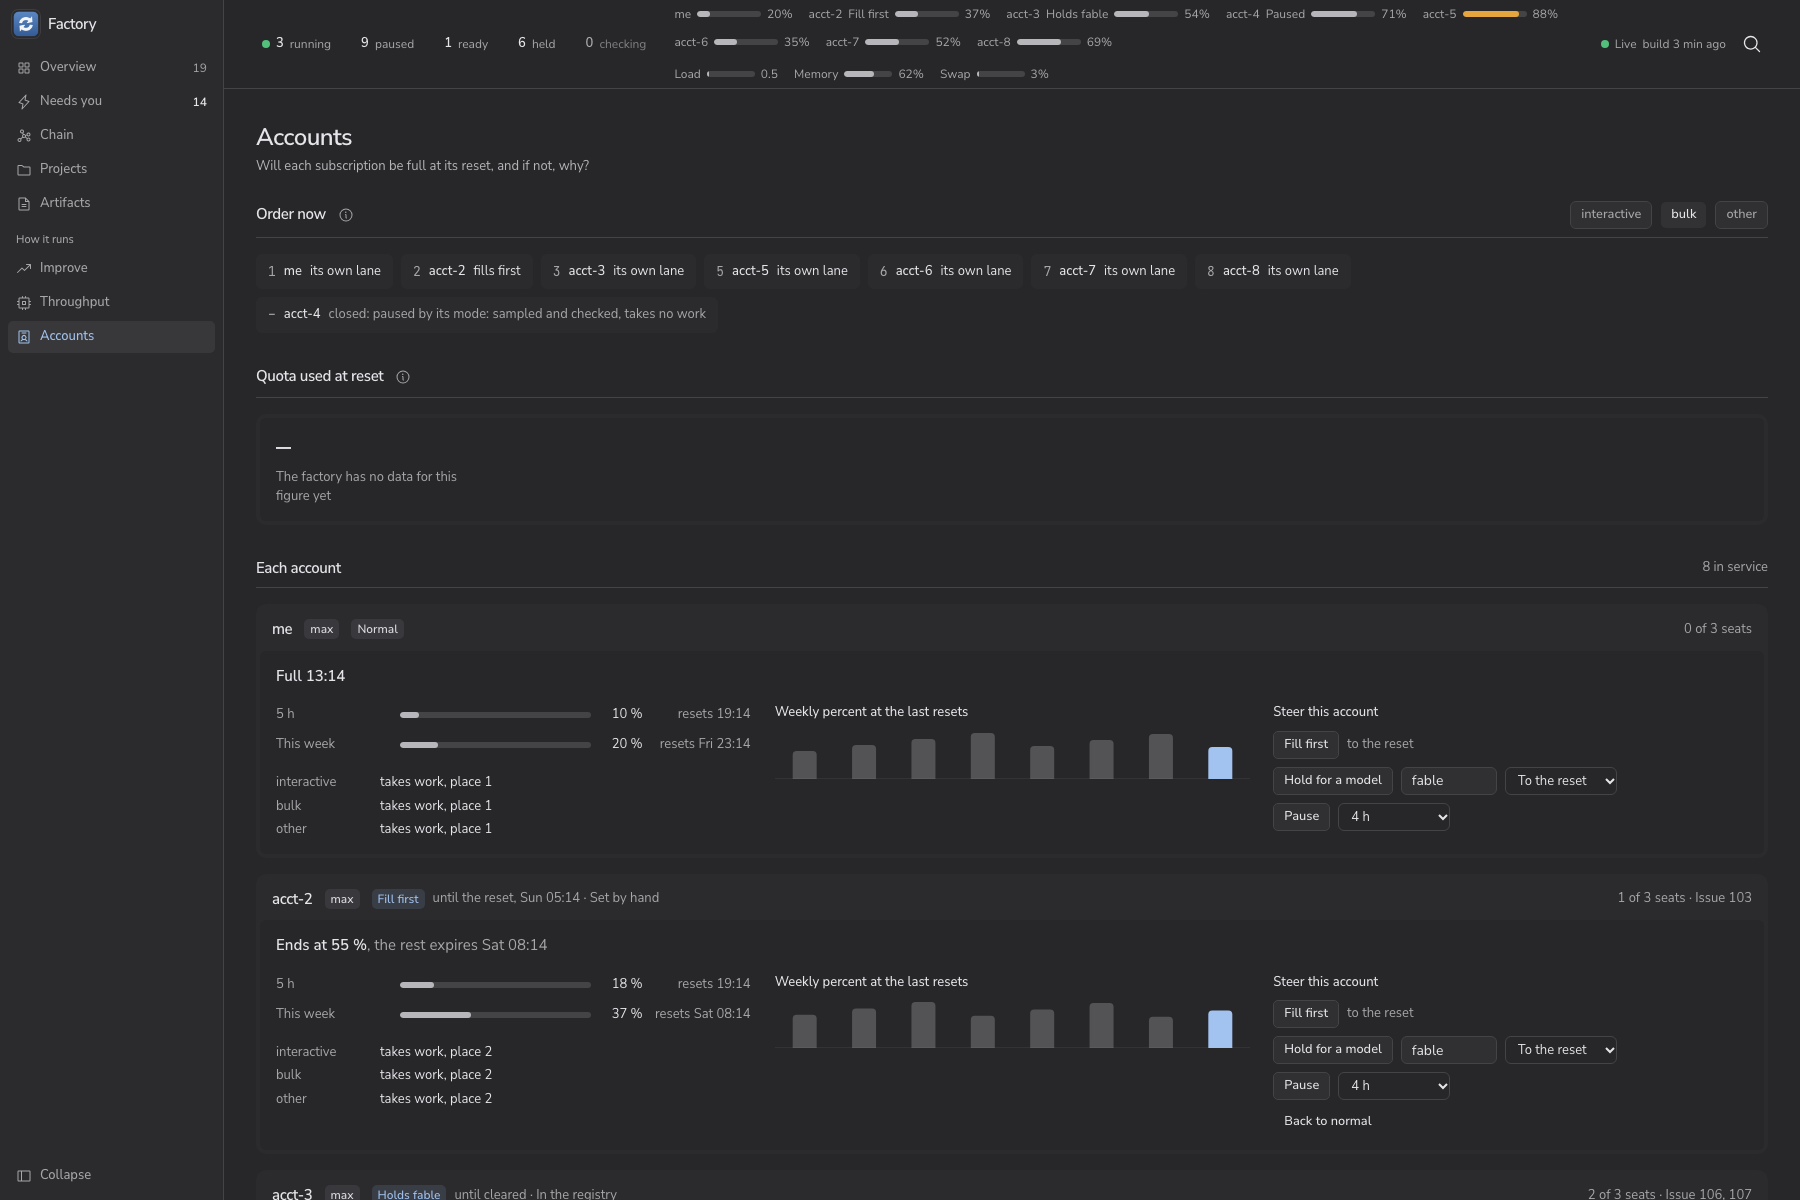 Factory
Overview 19
Needs you 14
Chain
Projects
Artifacts
How it runs
Improve
Throughput
Accounts
Collapse
3 running 9 paused 1 ready 6 held 0 checking
me 20% acct-2 Fill first 37% acct-3 Holds fable 54% acct-4 Paused 71% acct-5 88%
acct-6 35% acct-7 52% acct-8 69%
Load 0.5 Memory 62% Swap 3%
Live build 3 min ago
Accounts
Will each subscription be full at its reset, and if not, why?
Order now
interactive bulk other
1 me its own lane 2 acct-2 fills first 3 acct-3 its own lane 5 acct-5 its own lane 6 acct-6 its own lane 7 acct-7 its own lane 8 acct-8 its own lane
– acct-4 closed: paused by its mode: sampled and checked, takes no work
Quota used at reset
—
The factory has no data for this
figure yet
Each account 8 in service
me max Normal 0 of 3 seats
Full 13:14
5 h 10 % resets 19:14
This week 20 % resets Fri 23:14
interactive takes work, place 1
bulk takes work, place 1
other takes work, place 1
Weekly percent at the last resets
Steer this account
Fill first to the reset
Hold for a model fable To the reset
Pause 4 h
acct-2 max Fill first until the reset, Sun 05:14 · Set by hand 1 of 3 seats · Issue 103
Ends at 55 %, the rest expires Sat 08:14
5 h 18 % resets 19:14
This week 37 % resets Sat 08:14
interactive takes work, place 2
bulk takes work, place 2
other takes work, place 2
Weekly percent at the last resets
Steer this account
Fill first to the reset
Hold for a model fable To the reset
Pause 4 h
Back to normal
acct-3 max Holds fable until cleared · In the registry 2 of 3 seats · Issue 106, 107